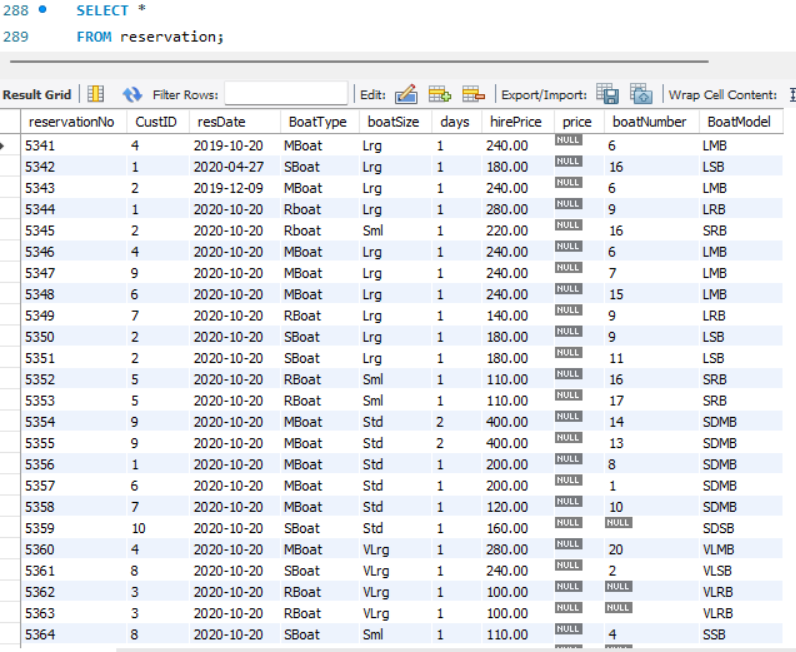 288 SELECT *
289 FROM reservation;
Result Grid Filter Rows: Edit: Export/Import: Wrap Cell Content:
reservationNo CustID resDate BoatType boatSize days hirePrice price boatNumber BoatModel
5341 4 2019-10-20 MBoat Lrg 1 240.00 NULL 6 LMB
5342 1 2020-04-27 SBoat Lrg 1 180.00 NULL 16 LSB
5343 2 2019-12-09 MBoat Lrg 1 240.00 NULL 6 LMB
5344 1 2020-10-20 Rboat Lrg 1 280.00 NULL 9 LRB
5345 2 2020-10-20 Rboat Sml 1 220.00 NULL 16 SRB
5346 4 2020-10-20 MBoat Lrg 1 240.00 NULL 6 LMB
5347 9 2020-10-20 MBoat Lrg 1 240.00 NULL 7 LMB
5348 6 2020-10-20 MBoat Lrg 1 240.00 NULL 15 LMB
5349 7 2020-10-20 RBoat Lrg 1 140.00 NULL 9 LRB
5350 2 2020-10-20 SBoat Lrg 1 180.00 NULL 9 LSB
5351 2 2020-10-20 SBoat Lrg 1 180.00 NULL 11 LSB
5352 5 2020-10-20 RBoat Sml 1 110.00 NULL 16 SRB
5353 5 2020-10-20 RBoat Sml 1 110.00 NULL 17 SRB
5354 9 2020-10-20 MBoat Std 2 400.00 NULL 14 SDMB
5355 9 2020-10-20 MBoat Std 2 400.00 NULL 13 SDMB
5356 1 2020-10-20 MBoat Std 1 200.00 NULL 8 SDMB
5357 6 2020-10-20 MBoat Std 1 200.00 NULL 1 SDMB
5358 7 2020-10-20 MBoat Std 1 120.00 NULL 10 SDMB
5359 10 2020-10-20 SBoat Std 1 160.00 NULL NULL SDSB
5360 4 2020-10-20 MBoat VLrg 1 280.00 NULL 20 VLMB
5361 8 2020-10-20 SBoat VLrg 1 240.00 NULL 2 VLSB
5362 3 2020-10-20 RBoat VLrg 1 100.00 NULL NULL VLRB
5363 3 2020-10-20 RBoat VLrg 1 100.00 NULL NULL VLRB
5364 8 2020-10-20 SBoat Sml 1 110.00 NULL 4 SSB